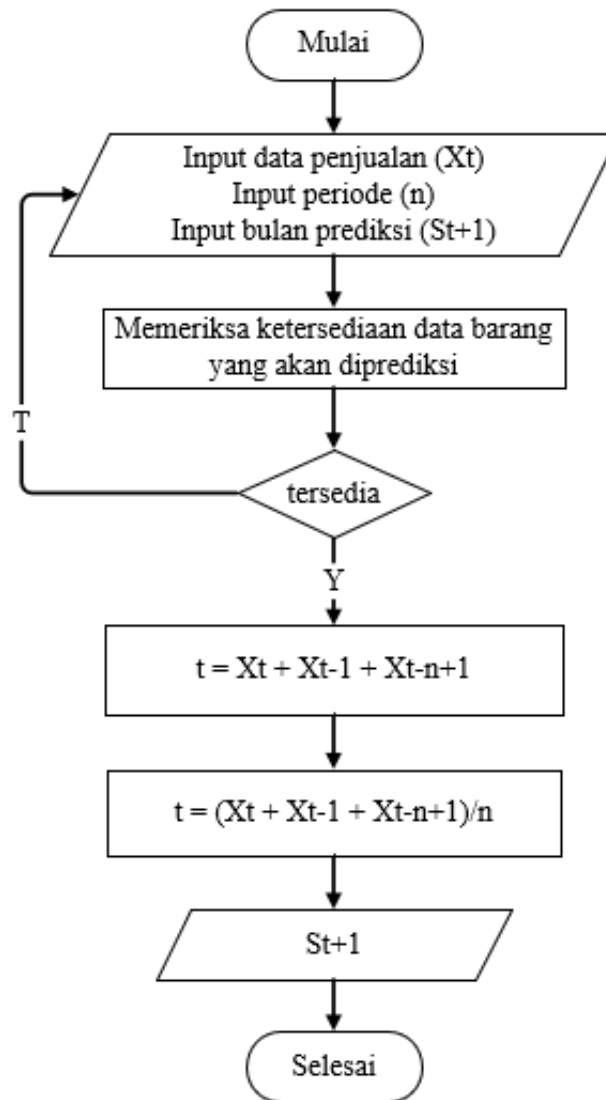 Mulai
Input data penjualan (Xt)
Input periode (n)
Input bulan prediksi (St+1)
Memeriksa ketersediaan data barang
yang akan diprediksi
T
tersedia
Y
t = Xt + Xt-1 + Xt-n+1
t = (Xt + Xt-1 + Xt-n+1)/n
St+1
Selesai